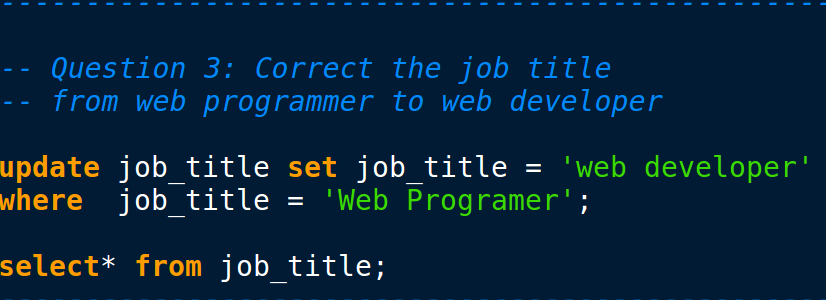 -- Question 3: Correct the job title
-- from web programmer to web developer
update job_title set job_title = 'web developer'
where  job_title = 'Web Programer';
select* from job_title;